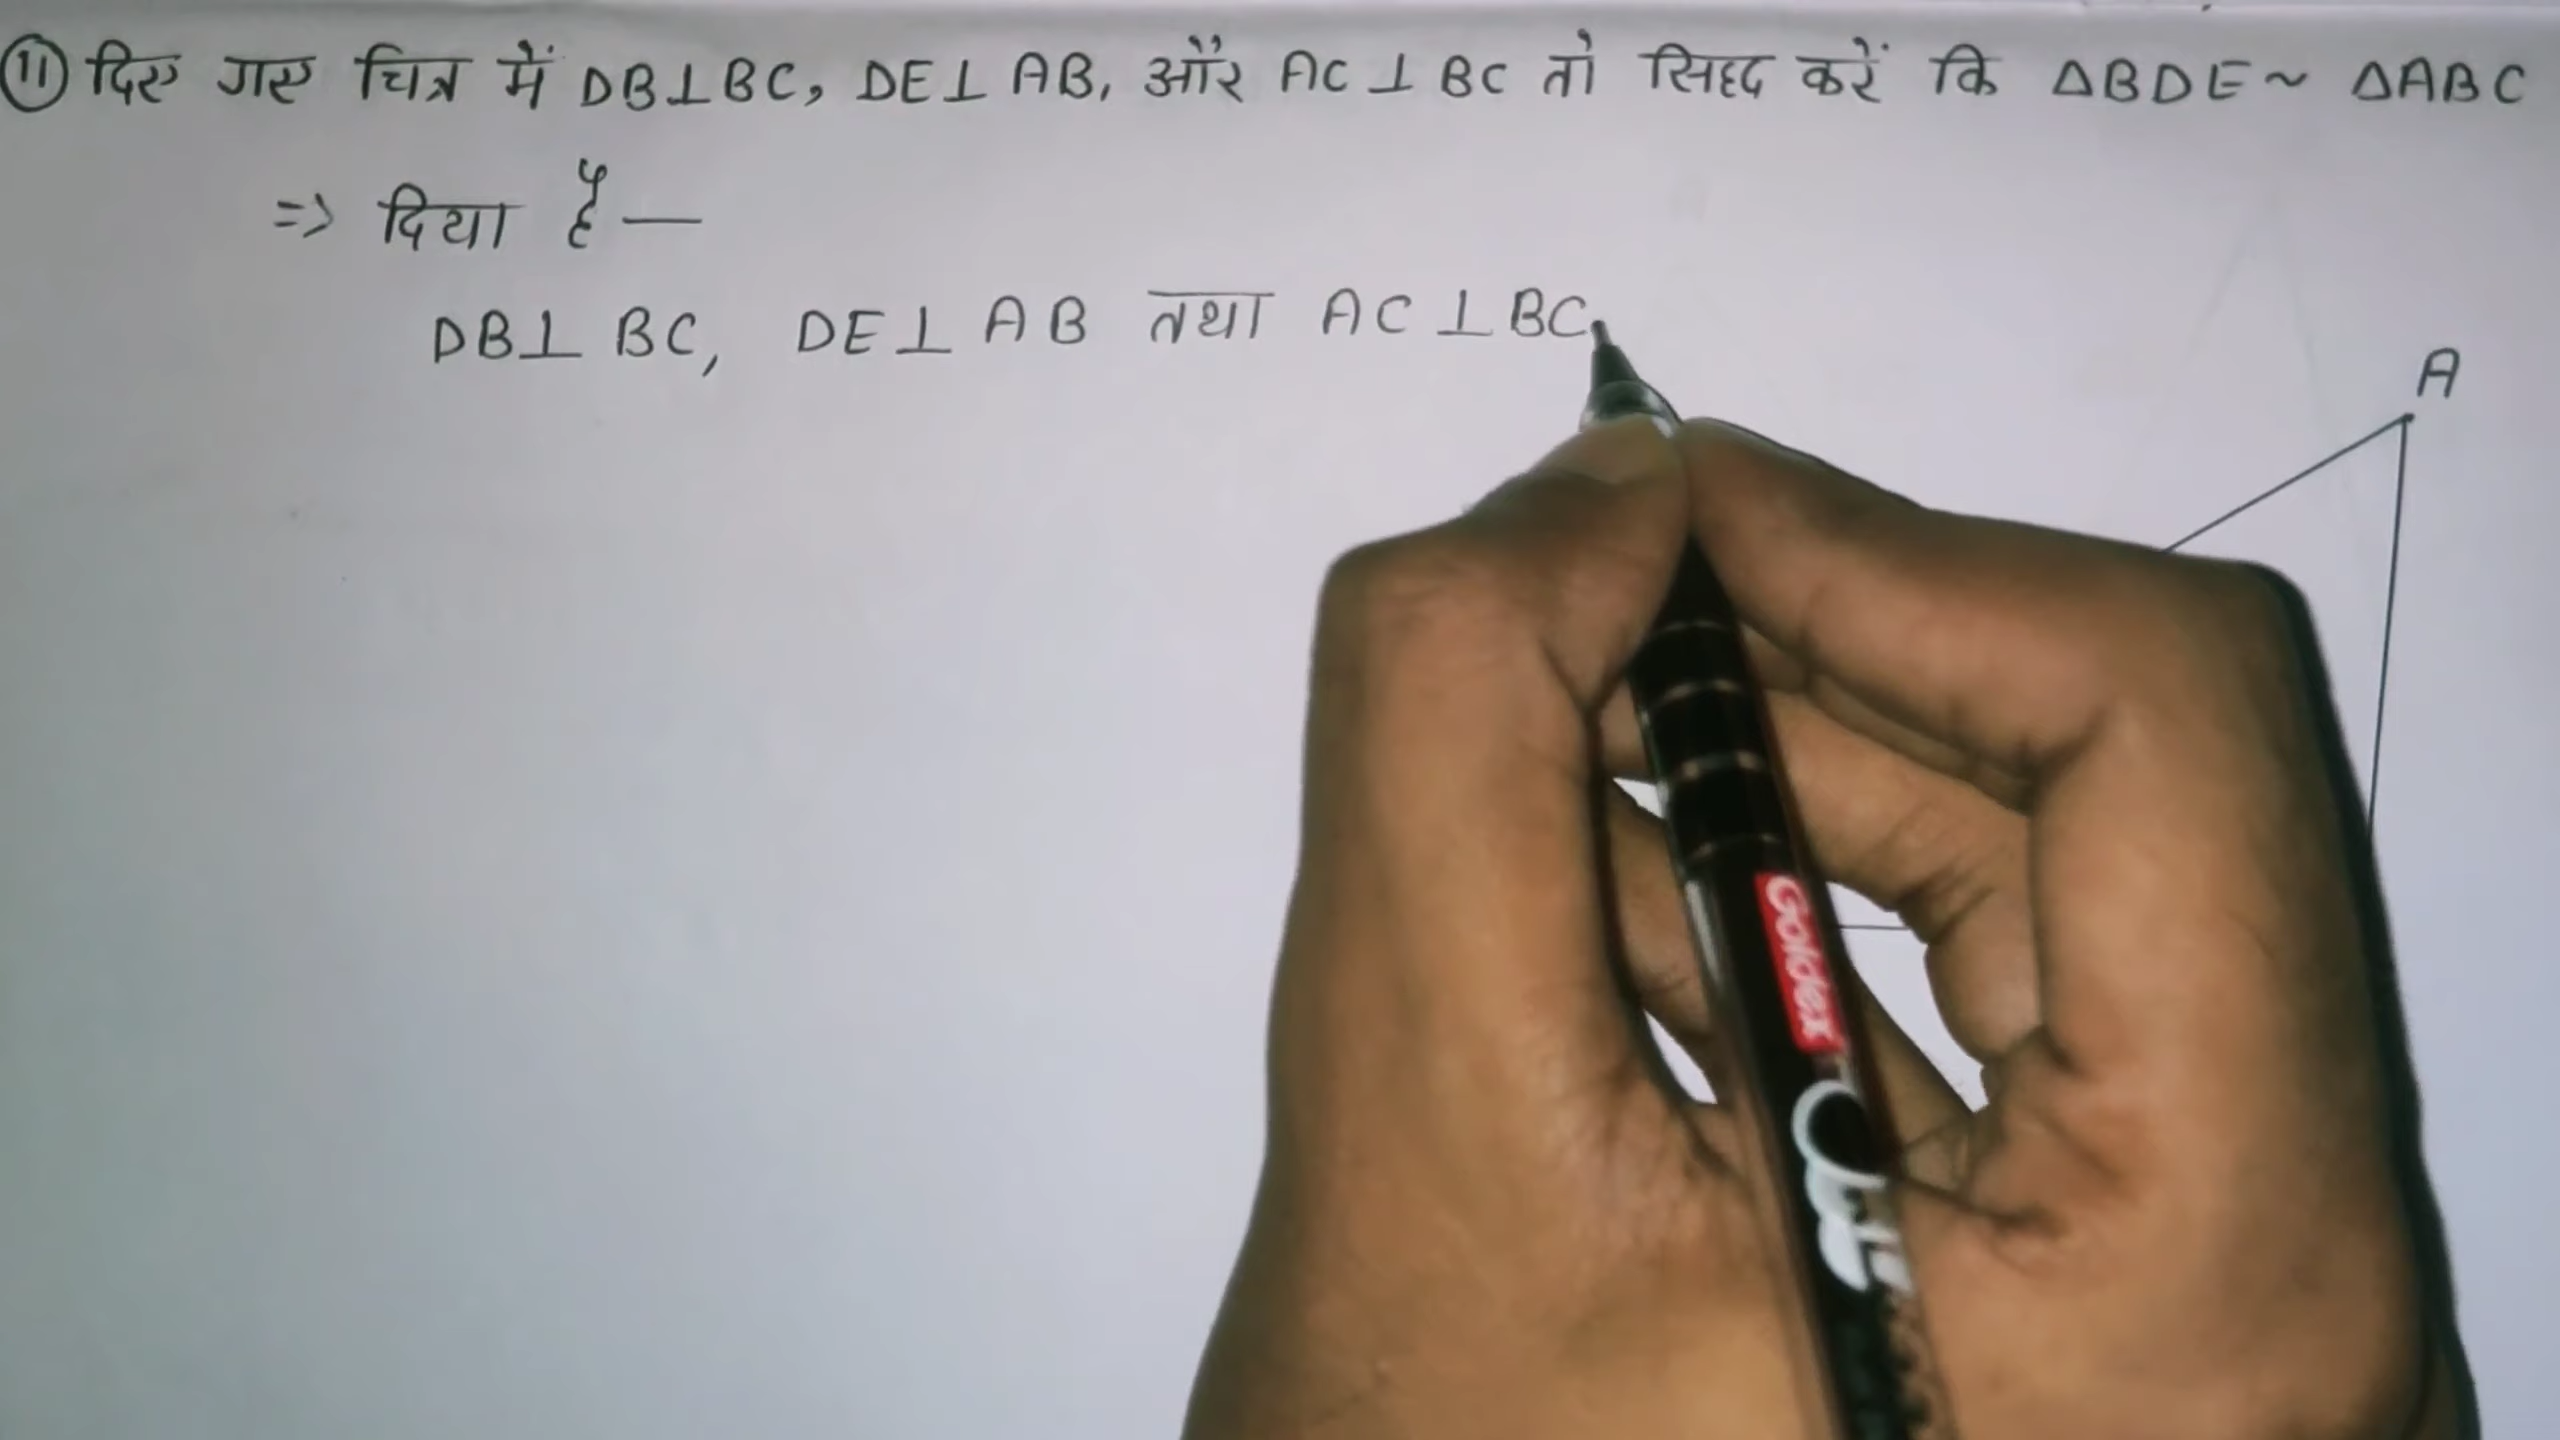 11 दिए गए चित्र में DB⊥BC, DE⊥AB, और AC⊥BC तो सिद्ध करें कि ΔBDE ~ ΔABC
=> दिया है —
DB⊥BC, DE⊥AB तथा AC⊥BC
A
Goldex